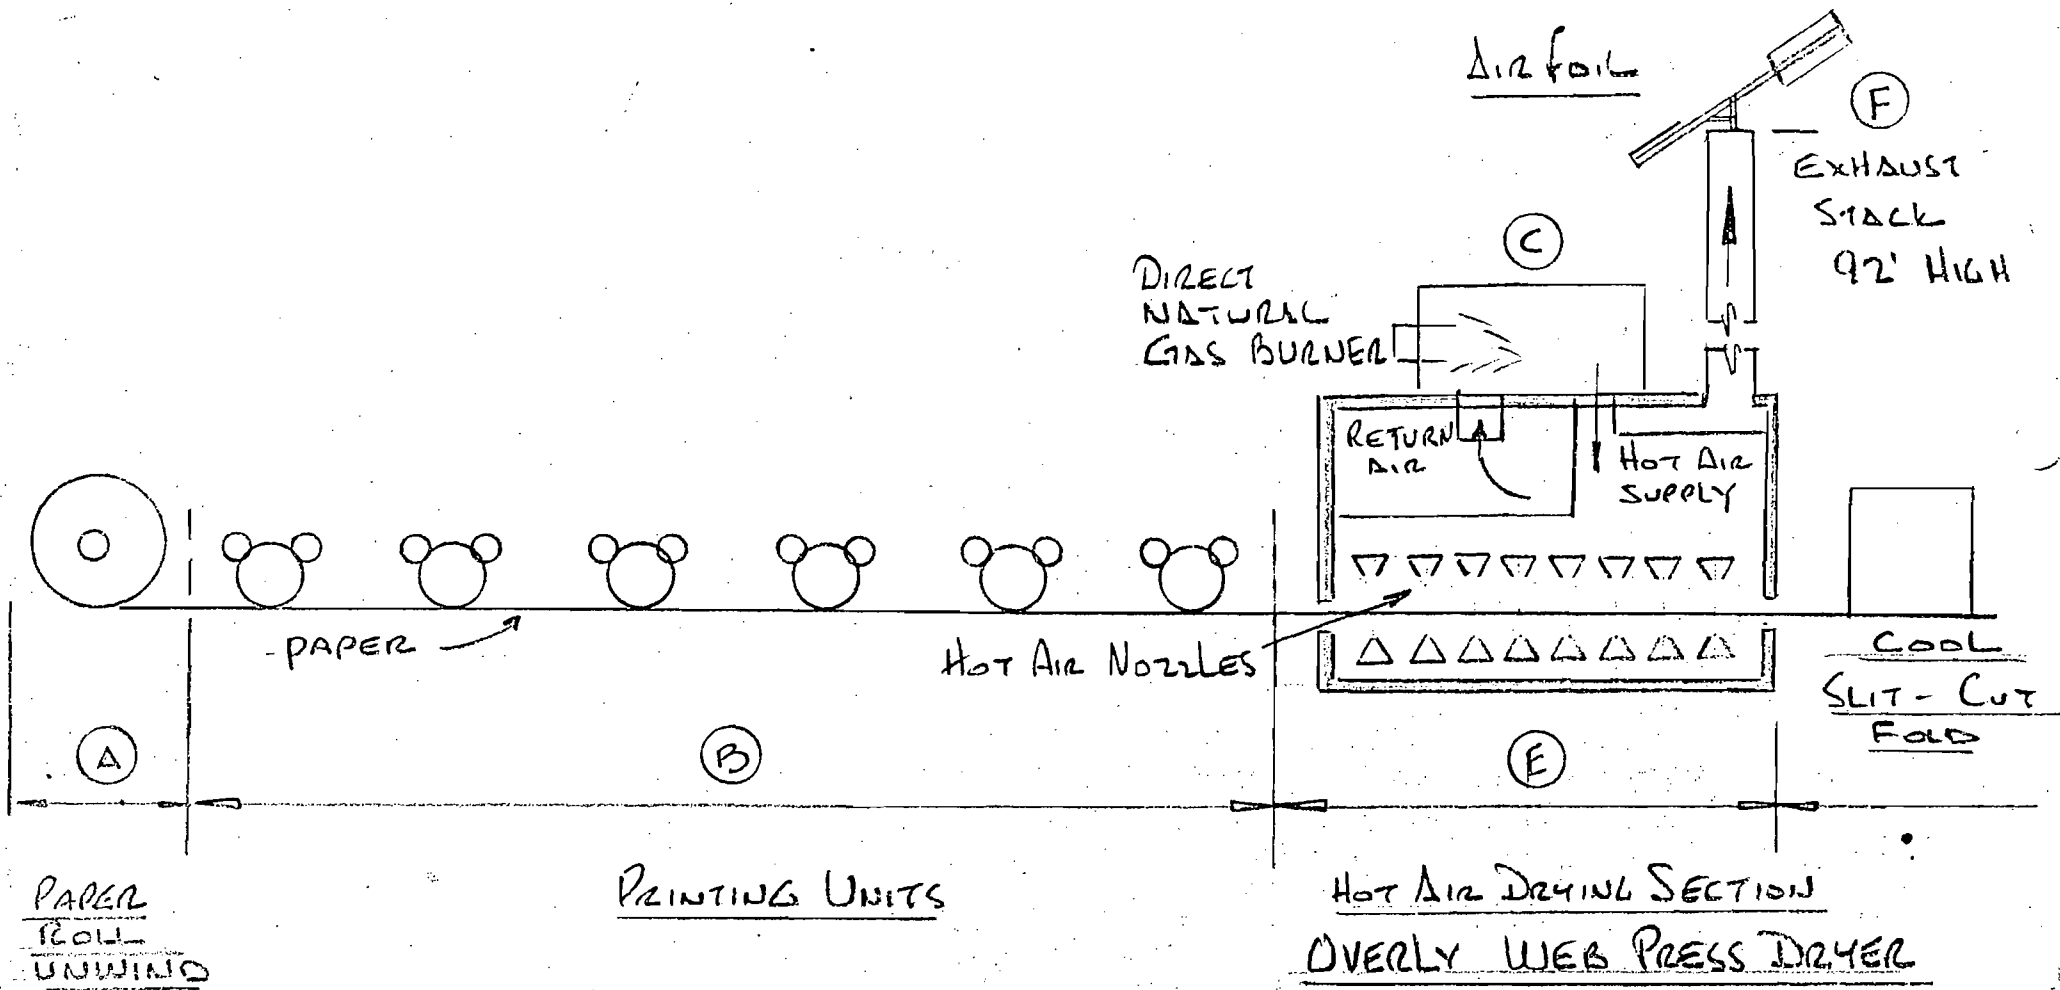 AIR FOIL
F
EXHAUST
STACK
92' HIGH
C
DIRECT
NATURAL
GAS BURNER
RETURN
AIR
HOT AIR
SUPPLY
PAPER
HOT AIR NOZZLES
COOL
SLIT - CUT
FOLD
A
B
E
PAPER
ROLL
UNWIND
PRINTING UNITS
HOT AIR DRYING SECTION
OVERLY WEB PRESS DRYER